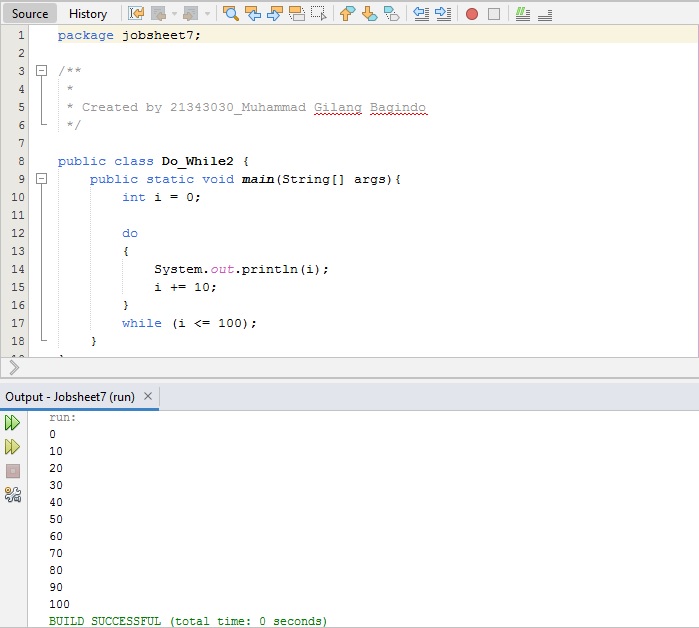 Source History
1 package jobsheet7;
2
3 /**
4 *
5 * Created by 21343030_Muhammad Gilang Bagindo
6 */
7
8 public class Do_While2 {
9 public static void main(String[] args){
10 int i = 0;
11
12 do
13 {
14 System.out.println(i);
15 i += 10;
16 }
17 while (i <= 100);
18 }
Output - Jobsheet7 (run) ×
run:
0
10
20
30
40
50
60
70
80
90
100
BUILD SUCCESSFUL (total time: 0 seconds)